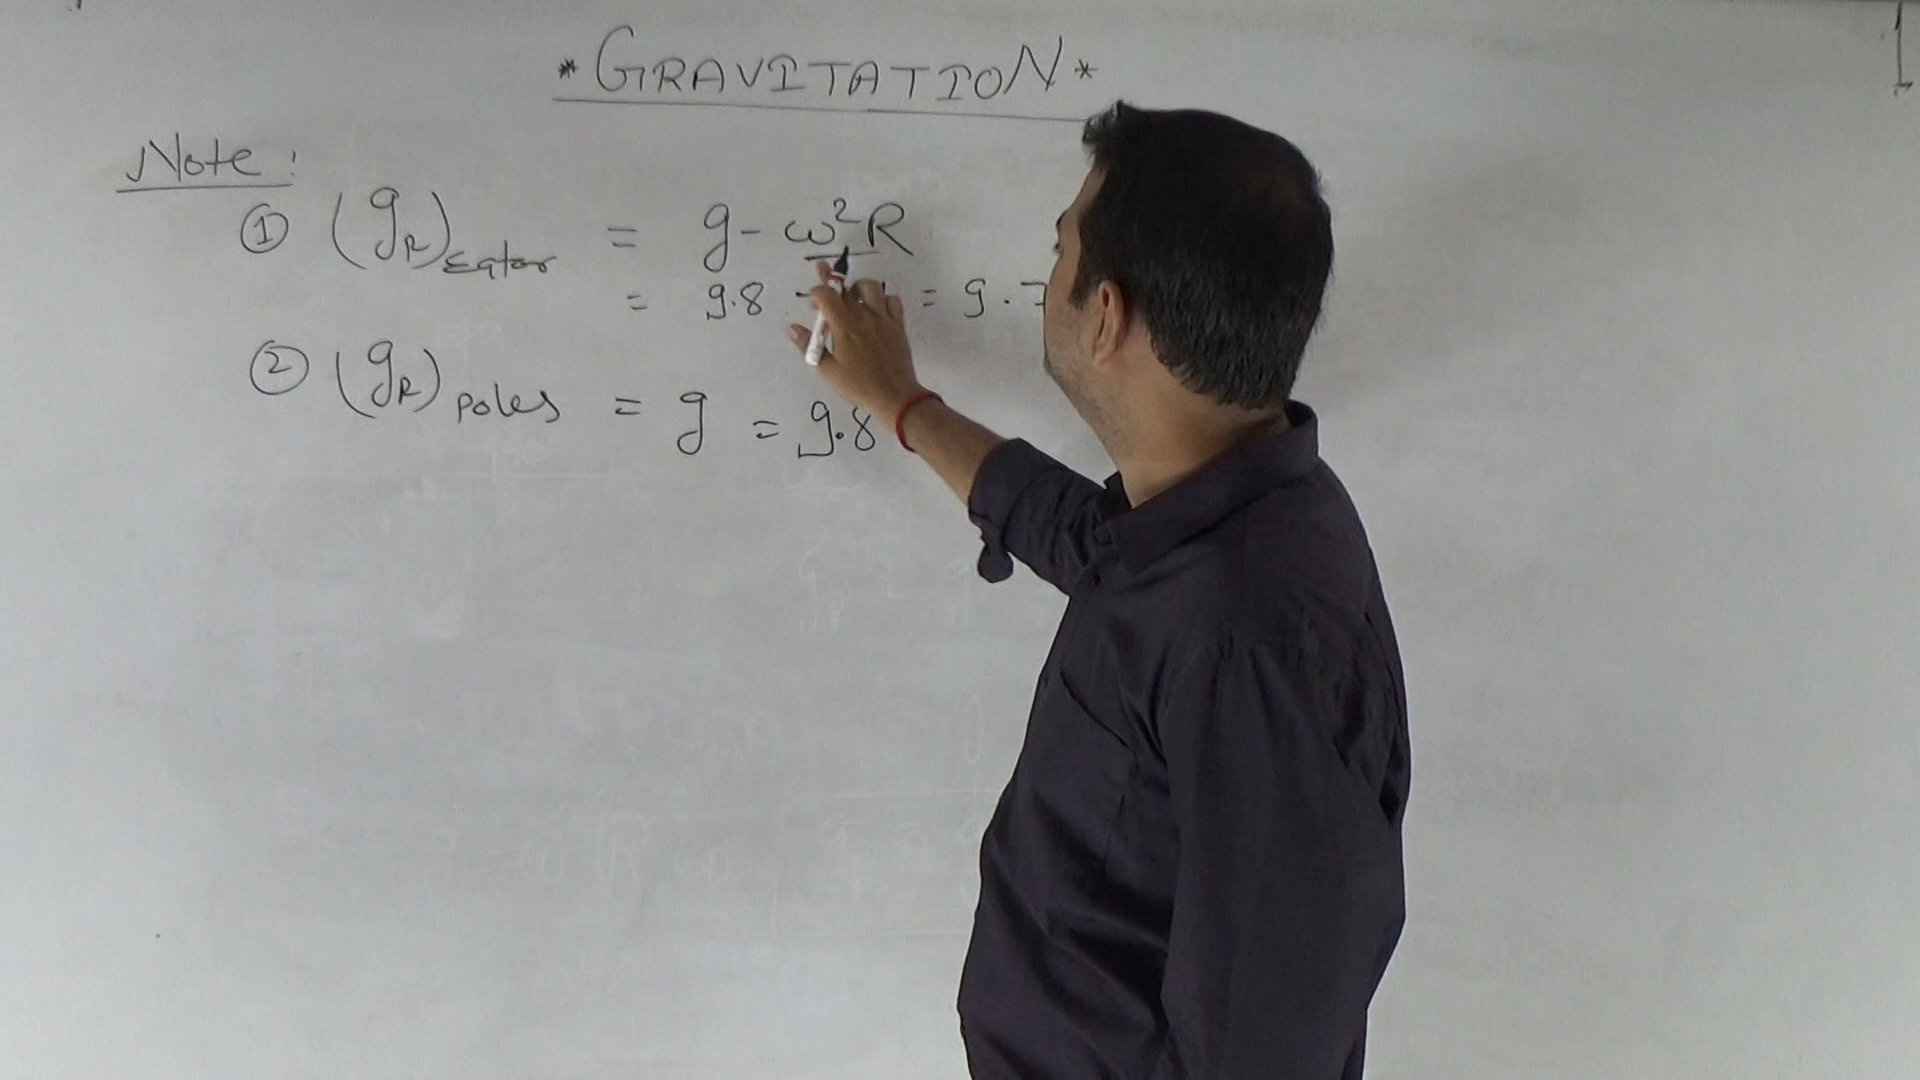 * GRAVITATION *
Note :
① (gR)Eqtor = g - ω²R
= 9.8 - = 9.7
② (gR)poles = g = 9.8